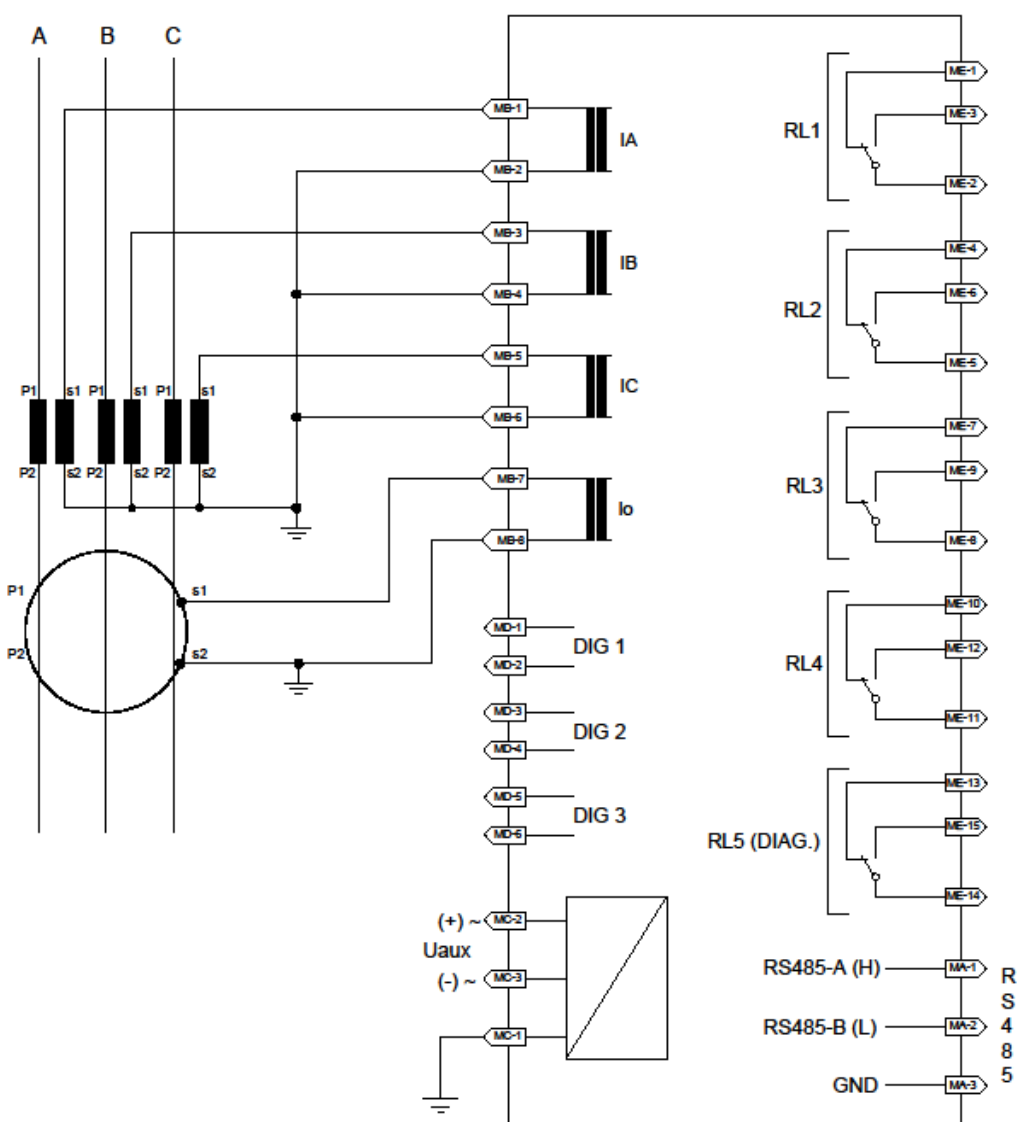 A B C
MB-1
IA
MB-2
MB-3
IB
MB-4
MB-5
IC
MB-6
MB-7
Io
MB-8
P1 s1 P1 s1 P1 s1
P2 s2 P2 s2 P2 s2
P1 s1
P2 s2
MD-1
DIG 1
MD-2
MD-3
DIG 2
MD-4
MD-5
DIG 3
MD-6
(+) ~ MC-2
Uaux
(-) ~ MC-3
MC-1
ME-1
RL1 ME-3
ME-2
ME-4
RL2 ME-6
ME-5
ME-7
RL3 ME-9
ME-8
ME-10
RL4 ME-12
ME-11
ME-13
RL5 (DIAG.) ME-15
ME-14
RS485-A (H) MA-1
RS485-B (L) MA-2
GND MA-3
RS485